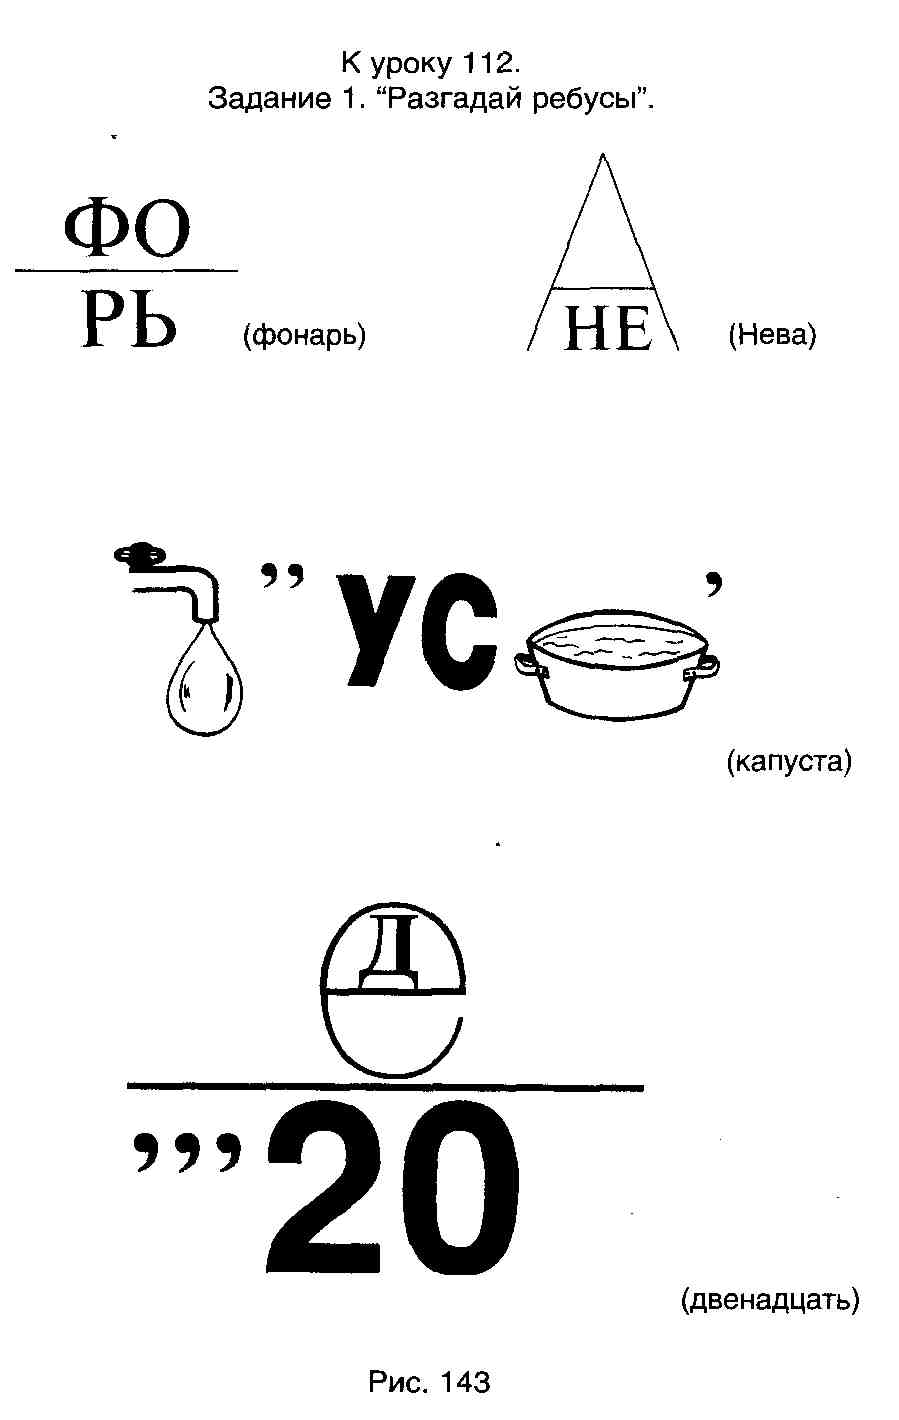 К уроку 112.
Задание 1. “Разгадай ребусы”.
ФО
РЬ
(фонарь)
А
НЕ
(Нева)
,, УС ,
(капуста)
Д
е
,,,20
(двенадцать)
Рис. 143